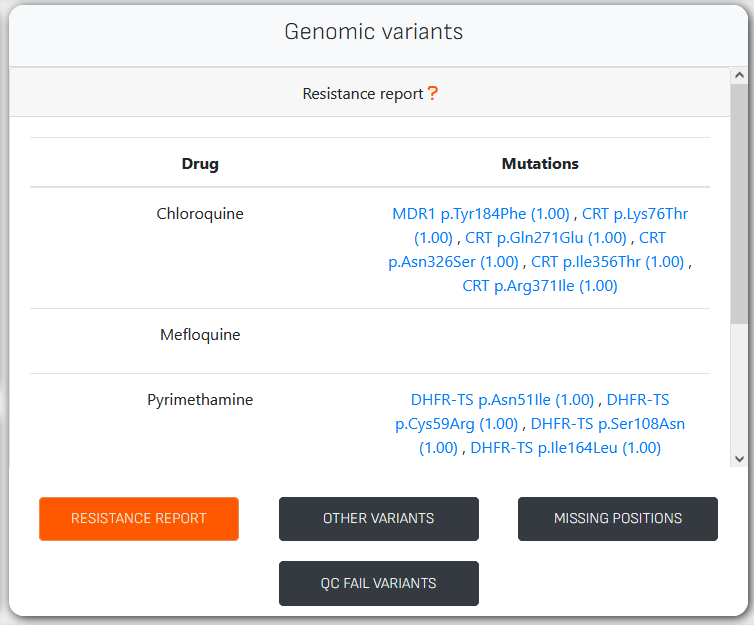 Genomic variants
Resistance report ?
Drug Mutations
Chloroquine MDR1 p.Tyr184Phe (1.00) , CRT p.Lys76Thr
(1.00) , CRT p.Gln271Glu (1.00) , CRT
p.Asn326Ser (1.00) , CRT p.Ile356Thr (1.00) ,
CRT p.Arg371Ile (1.00)
Mefloquine
Pyrimethamine DHFR-TS p.Asn51Ile (1.00) , DHFR-TS
p.Cys59Arg (1.00) , DHFR-TS p.Ser108Asn
(1.00) , DHFR-TS p.Ile164Leu (1.00)
RESISTANCE REPORT OTHER VARIANTS MISSING POSITIONS
QC FAIL VARIANTS